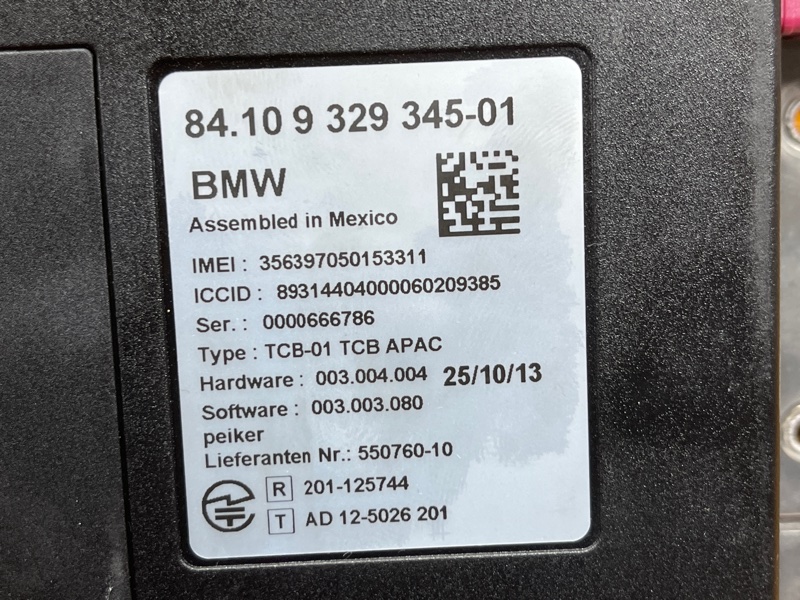 84.10 9 329 345-01
BMW
Assembled in Mexico
IMEI : 356397050153311
ICCID : 89314404000060209385
Ser. : 0000666786
Type : TCB-01 TCB APAC
Hardware : 003.004.004 25/10/13
Software : 003.003.080
peiker
Lieferanten Nr.: 550760-10
R 201-125744
T AD 12-5026 201